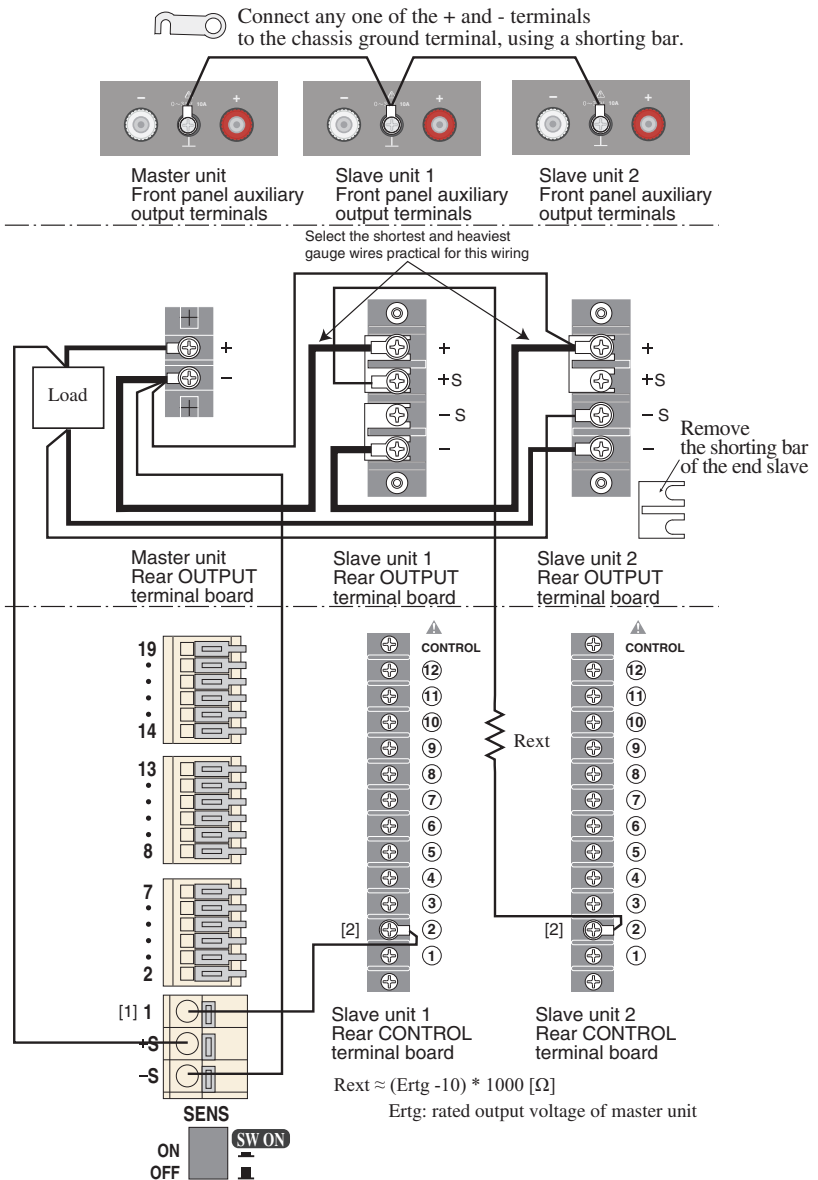 Connect any one of the + and - terminals
to the chassis ground terminal, using a shorting bar.
− 10A +
− 10A +
− 10A +
Master unit
Front panel auxiliary
output terminals
Slave unit 1
Front panel auxiliary
output terminals
Slave unit 2
Front panel auxiliary
output terminals
Select the shortest and heaviest
gauge wires practical for this wiring
Load
+
−
+
+S
− S
−
+
+S
− S
−
Remove
the shorting bar
of the end slave
Master unit
Rear OUTPUT
terminal board
Slave unit 1
Rear OUTPUT
terminal board
Slave unit 2
Rear OUTPUT
terminal board
19
14
13
8
7
2
[1] 1
+S
−S
SENS
SW ON
ON
OFF
CONTROL
12
11
10
9
8
7
6
5
4
3
[2] 2
1
Slave unit 1
Rear CONTROL
terminal board
Rext
CONTROL
12
11
10
9
8
7
6
5
4
3
[2] 2
1
Slave unit 2
Rear CONTROL
terminal board
Rext ≈ (Ertg -10) * 1000 [Ω]
Ertg: rated output voltage of master unit